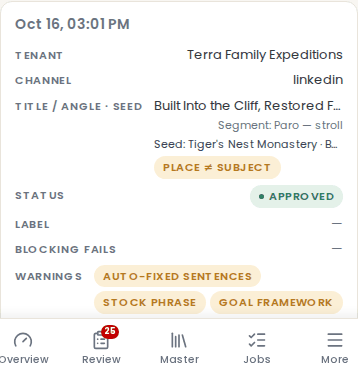 Oct 16, 03:01 PM
TENANT Terra Family Expeditions
CHANNEL linkedin
TITLE / ANGLE · SEED Built Into the Cliff, Restored F...
Segment: Paro — stroll
Seed: Tiger's Nest Monastery · B...
PLACE ≠ SUBJECT
STATUS APPROVED
LABEL —
BLOCKING FAILS —
WARNINGS AUTO-FIXED SENTENCES
STOCK PHRASE GOAL FRAMEWORK
25
Overview Review Master Jobs More